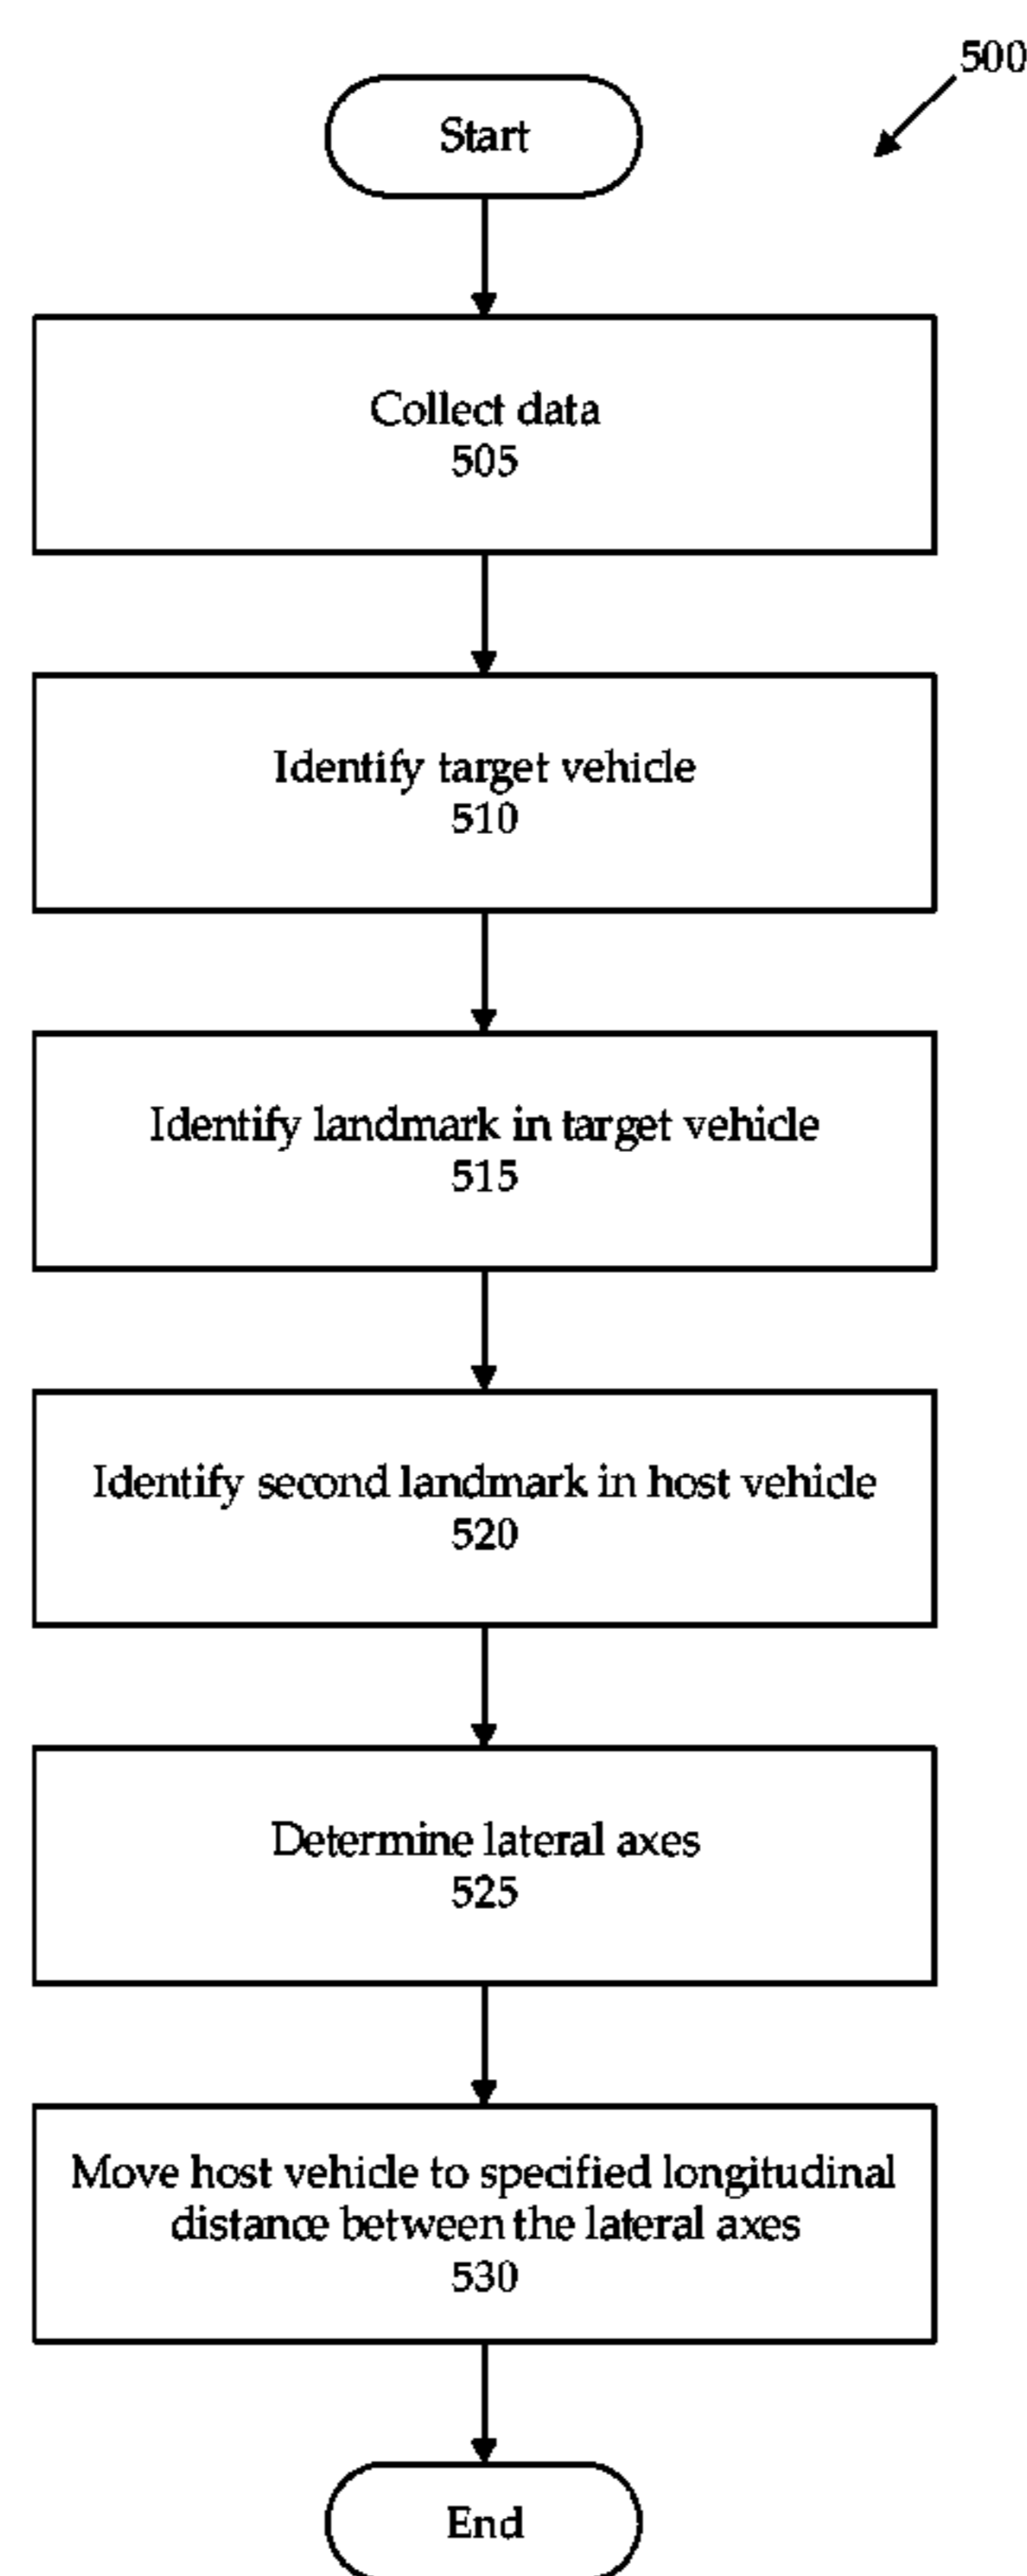 500
Start
Collect data
505
Identify target vehicle
510
Identify landmark in target vehicle
515
Identify second landmark in host vehicle
520
Determine lateral axes
525
Move host vehicle to specified longitudinal
distance between the lateral axes
530
End